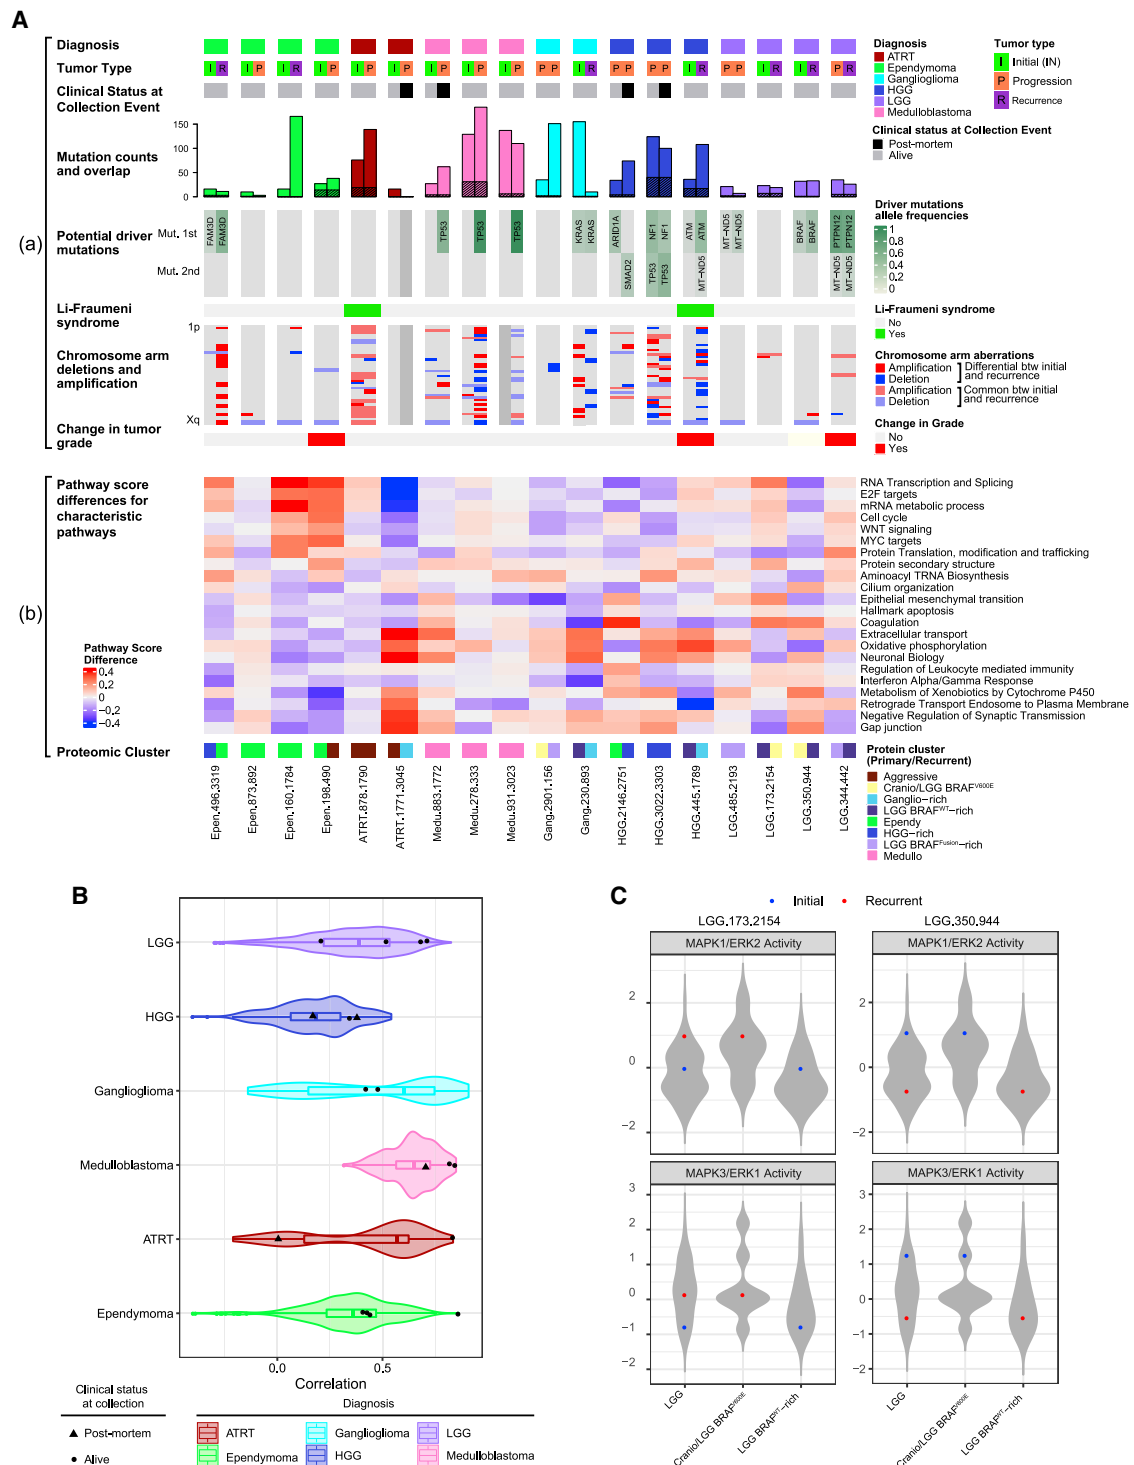 A
Diagnosis
Tumor Type
I R I P I R I P I P I P I P I P I P P P I R P P P P I R P P I R I R I R
Clinical Status at
Collection Event
Mutation counts
and overlap
150
100
50
0
(a)
Potential driver
mutations
Mut. 1st
Mut. 2nd
FAM3D FAM3D TP53 TP53 TP53 KRAS KRAS ARID1A NF1 NF1 ATM ATM MT-ND5 MT-ND5 BRAF BRAF PTPN12 PTPN12
SMAD2 TP53 TP53 MT-ND5 MT-ND5 MT-ND5
Li-Fraumeni
syndrome
1p
Chromosome arm
deletions and
amplification
Xq
Change in tumor
grade
Diagnosis
ATRT
Ependymoma
Ganglioglioma
HGG
LGG
Medulloblastoma
Tumor type
I Initial (IN)
P Progression
R Recurrence
Clinical status at Collection Event
Post-mortem
Alive
Driver mutations
allele frequencies
1
0.8
0.6
0.4
0.2
0
Li-Fraumeni syndrome
No
Yes
Chromosome arm aberrations
Amplification
Deletion
] Differential btw initial
and recurrence
Amplification
Deletion
] Common btw initial
and recurrence
Change in Grade
No
Yes
(b)
Pathway score
differences for
characteristic
pathways
RNA Transcription and Splicing
E2F targets
mRNA metabolic process
Cell cycle
WNT signaling
MYC targets
Protein Translation, modification and trafficking
Protein secondary structure
Aminoacyl TRNA Biosynthesis
Cilium organization
Epithelial mesenchymal transition
Hallmark apoptosis
Coagulation
Extracellular transport
Oxidative phosphorylation
Neuronal Biology
Regulation of Leukocyte mediated immunity
Interferon Alpha/Gamma Response
Metabolism of Xenobiotics by Cytochrome P450
Retrograde Transport Endosome to Plasma Membrane
Negative Regulation of Synaptic Transmission
Gap junction
Pathway Score
Difference
0.4
0.2
0
−0.2
−0.4
Proteomic Cluster
Epen.496.3319
Epen.873.892
Epen.160.1784
Epen.198.490
ATRT.878.1790
ATRT.1771.3045
Medu.883.1772
Medu.278.333
Medu.931.3023
Gang.2901.156
Gang.230.893
HGG.2146.2751
HGG.3022.303
HGG.445.1789
LGG.485.2193
LGG.173.2154
LGG.350.944
LGG.344.442
Protein cluster
(Primary/Recurrent)
Aggressive
Cranio/LGG BRAFV600E
Ganglio−rich
LGG BRAFWT−rich
Ependy
HGG−rich
LGG BRAFFusion−rich
Medullo
B
LGG
HGG
Ganglioglioma
Medulloblastoma
ATRT
Ependymoma
0.0 0.5
Correlation
Clinical status
at collection
Post-mortem
Alive
Diagnosis
ATRT
Ganglioglioma
LGG
Ependymoma
HGG
Medulloblastoma
C
Initial Recurrent
LGG.173.2154
LGG.350.944
MAPK1/ERK2 Activity
MAPK1/ERK2 Activity
2
0
−2
2
0
−2
MAPK3/ERK1 Activity
MAPK3/ERK1 Activity
3
2
1
0
−1
−2
3
2
1
0
−1
−2
LGG
Cranio/LGG BRAFV600E
LGG BRAFWT−rich
LGG
Cranio/LGG BRAFV600E
LGG BRAFWT−rich